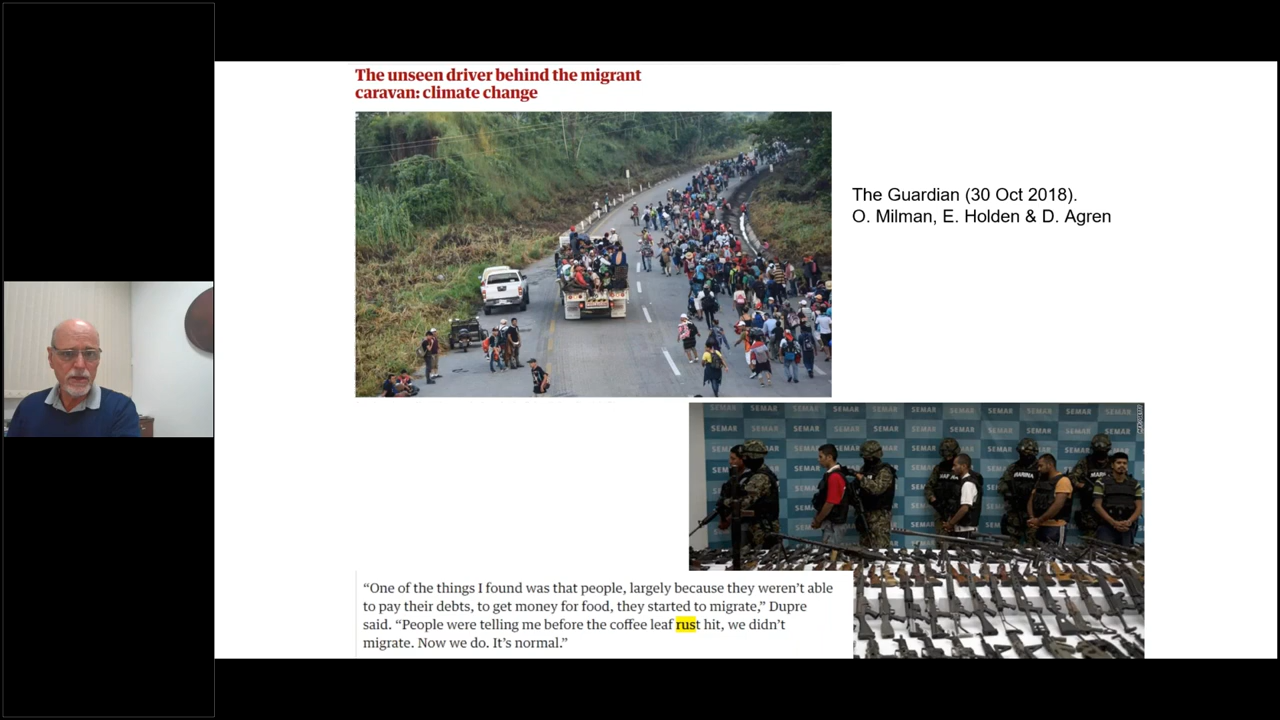 The unseen driver behind the migrant
caravan: climate change
The Guardian (30 Oct 2018).
O. Milman, E. Holden & D. Agren
SEMAR SEMAR SEMAR SEMAR SEMAR SEMAR SEMAR SEMAR
MARINA
“One of the things I found was that people, largely because they weren’t able
to pay their debts, to get money for food, they started to migrate,” Dupre
said. “People were telling me before the coffee leaf rust hit, we didn’t
migrate. Now we do. It’s normal.”